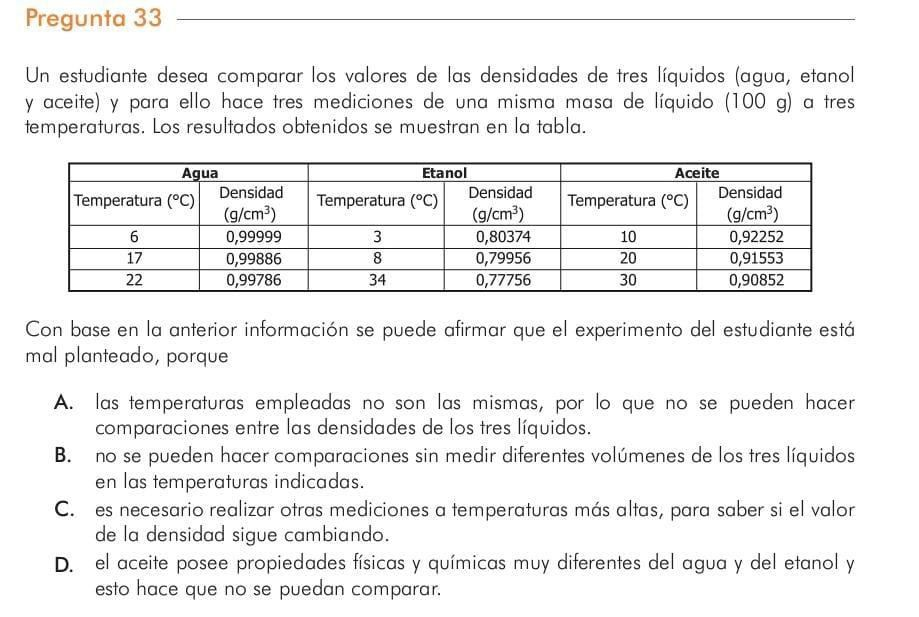 Pregunta 33
Un estudiante desea comparar los valores de las densidades de tres líquidos (agua, etanol
y aceite) y para ello hace tres mediciones de una misma masa de líquido (100 g) a tres
temperaturas. Los resultados obtenidos se muestran en la tabla.
Agua Etanol Aceite
Temperatura (°C) Densidad (g/cm³) Temperatura (°C) Densidad (g/cm³) Temperatura (°C) Densidad (g/cm³)
6 0,99999 3 0,80374 10 0,92252
17 0,99886 8 0,79956 20 0,91553
22 0,99786 34 0,77756 30 0,90852
Con base en la anterior información se puede afirmar que el experimento del estudiante está
mal planteado, porque
A. las temperaturas empleadas no son las mismas, por lo que no se pueden hacer
comparaciones entre las densidades de los tres líquidos.
B. no se pueden hacer comparaciones sin medir diferentes volúmenes de los tres líquidos
en las temperaturas indicadas.
C. es necesario realizar otras mediciones a temperaturas más altas, para saber si el valor
de la densidad sigue cambiando.
D. el aceite posee propiedades físicas y químicas muy diferentes del agua y del etanol y
esto hace que no se puedan comparar.